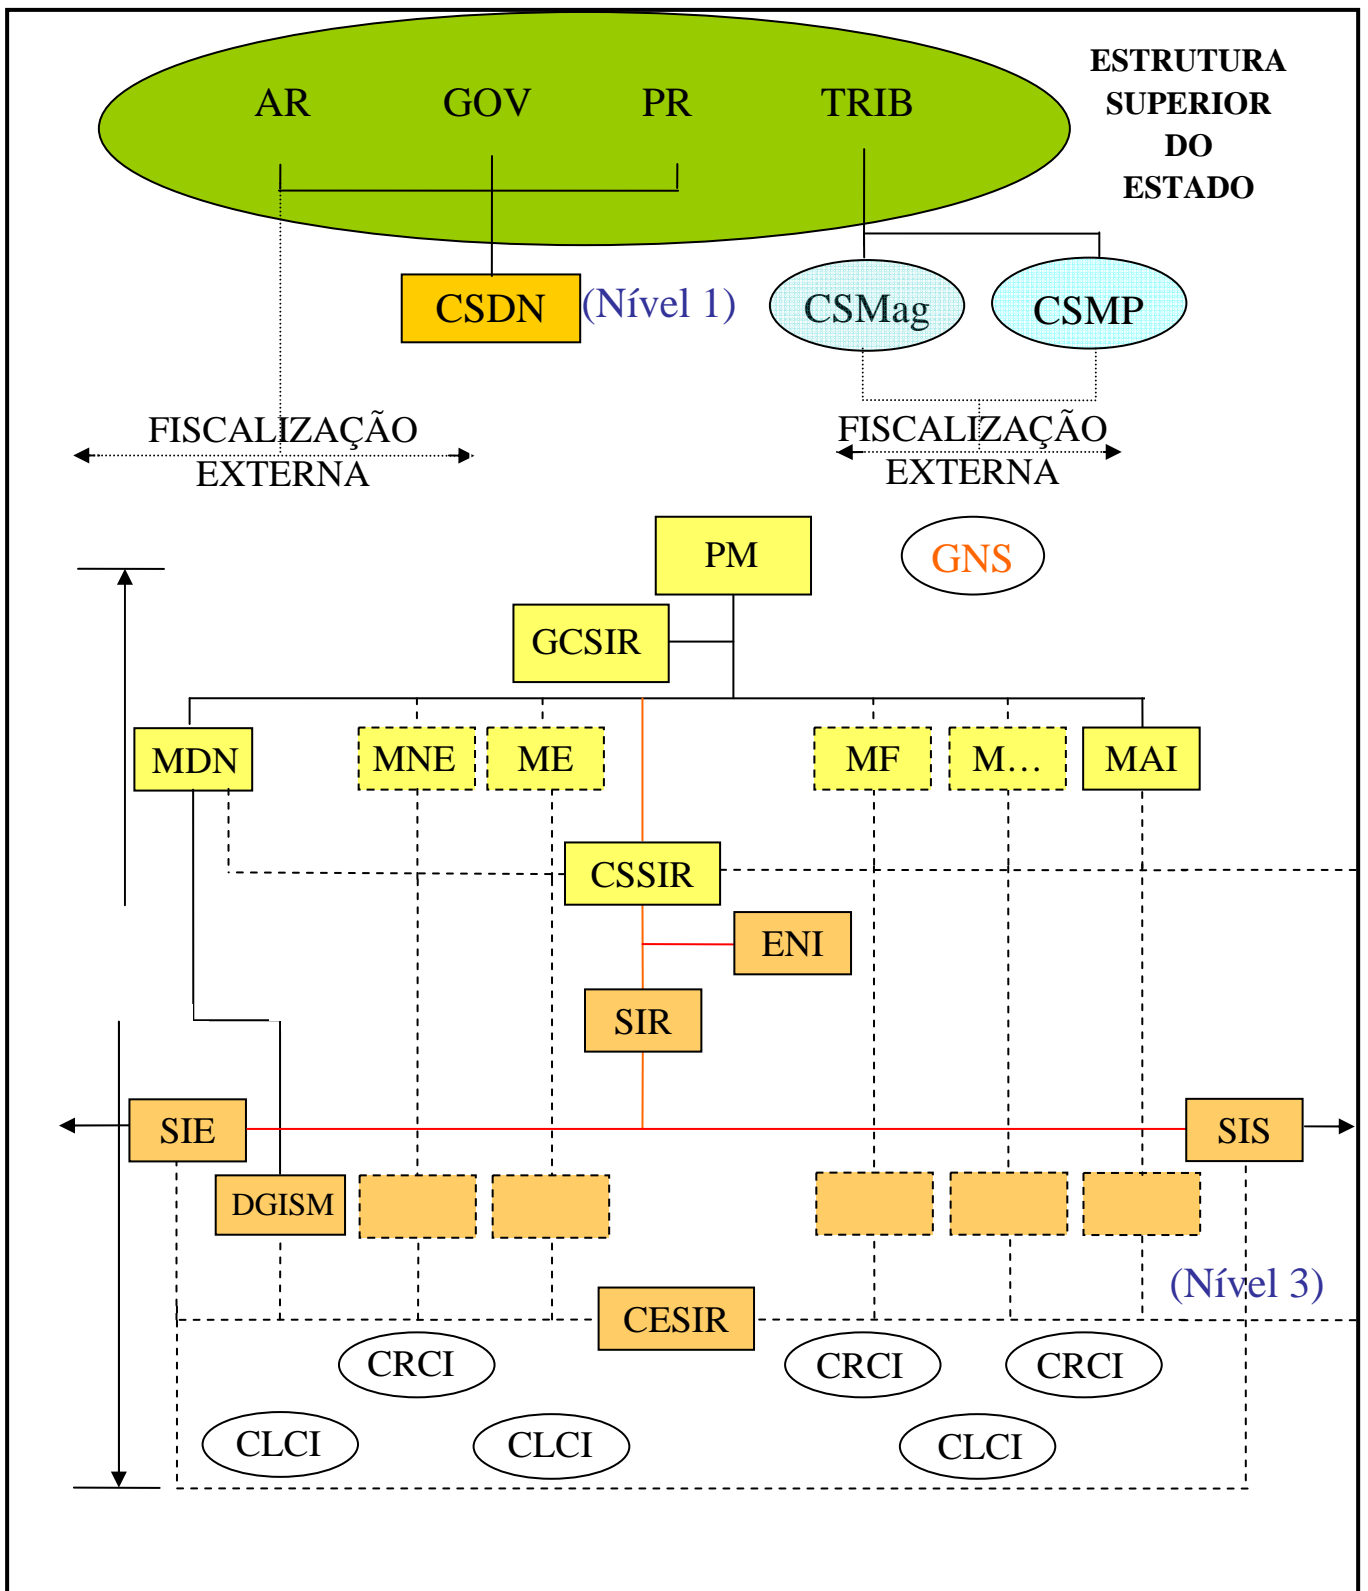 ESTRUTURA
SUPERIOR
DO
ESTADO
AR GOV PR TRIB
CSDN (Nível 1) CSMag CSMP
FISCALIZAÇÃO
EXTERNA
FISCALIZAÇÃO
EXTERNA
PM GNS
GCSIR
MDN MNE ME MF M… MAI
CSSIR
ENI
SIR
SIE SIS
DGISM
(Nível 3)
CESIR
CRCI CRCI CRCI
CLCI CLCI CLCI